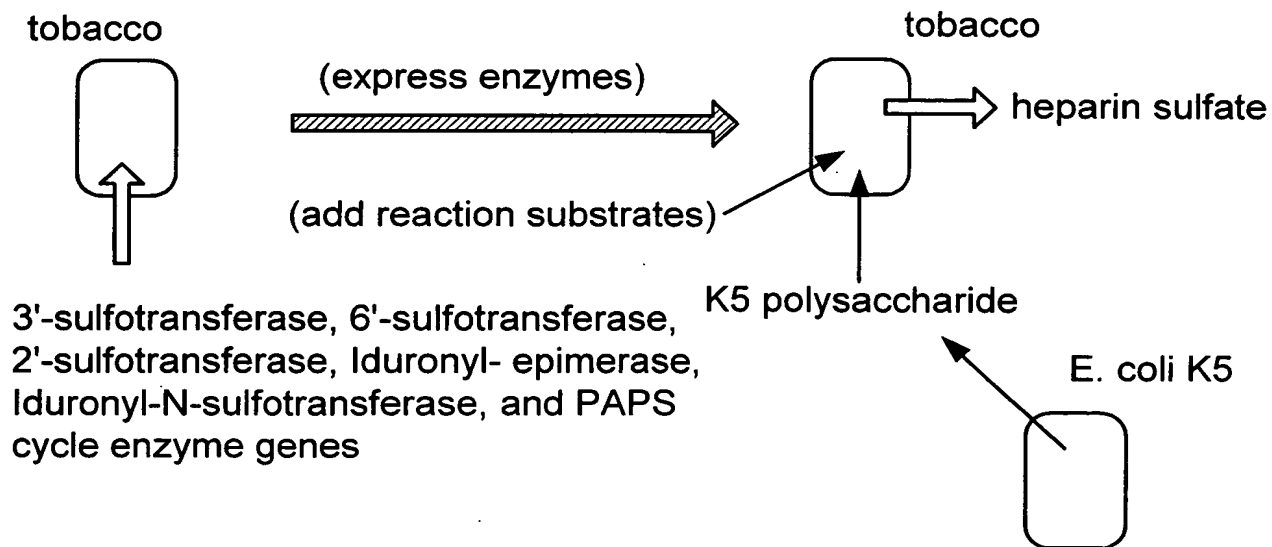 tobacco
tobacco
(express enzymes)
heparin sulfate
(add reaction substrates)
K5 polysaccharide
3'-sulfotransferase, 6'-sulfotransferase,
2'-sulfotransferase, Iduronyl- epimerase,
Iduronyl-N-sulfotransferase, and PAPS
cycle enzyme genes
E. coli K5